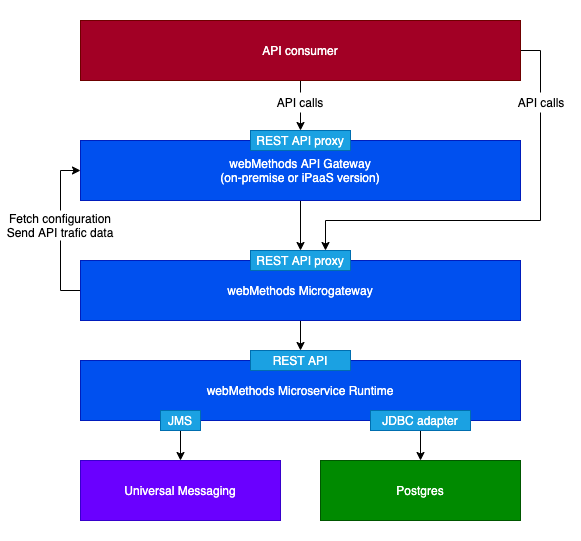 API consumer
API calls
API calls
REST API proxy
webMethods API Gateway
(on-premise or iPaaS version)
Fetch configuration
Send API trafic data
REST API proxy
webMethods Microgateway
REST API
webMethods Microservice Runtime
JMS
JDBC adapter
Universal Messaging
Postgres